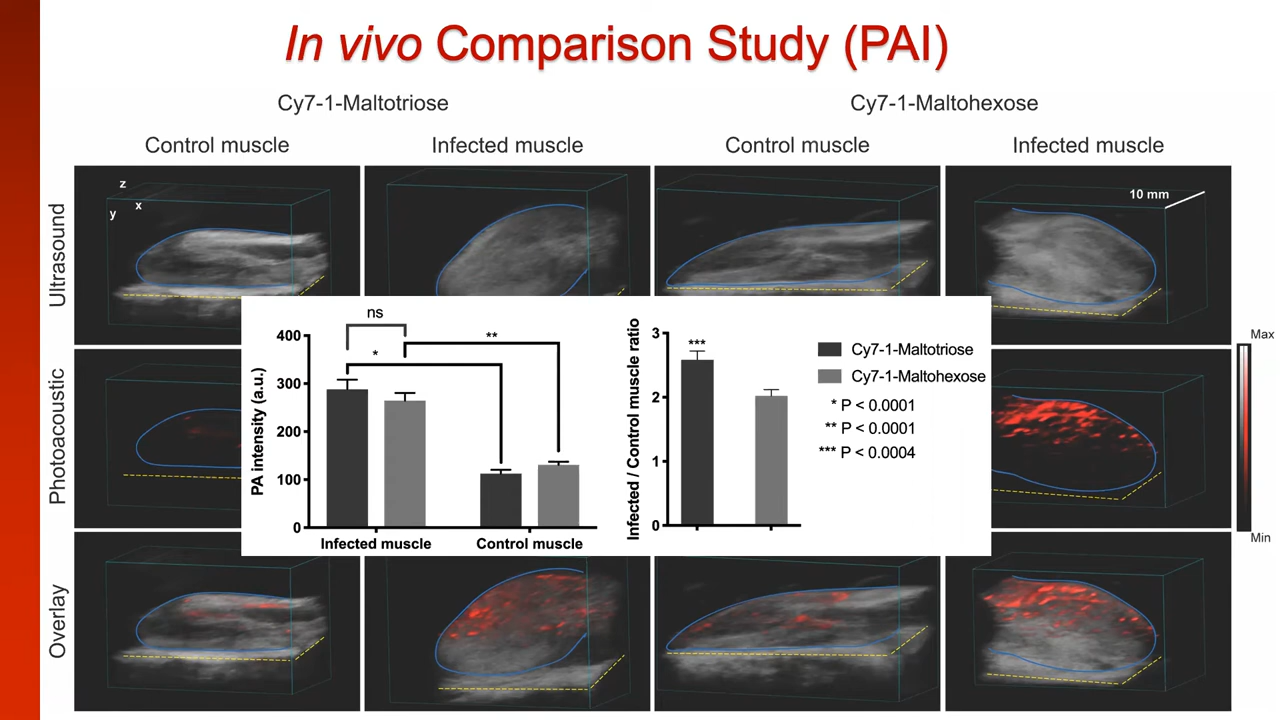 In vivo Comparison Study (PAI)
Cy7-1-Maltotriose
Cy7-1-Maltohexose
Control muscle
Infected muscle
Control muscle
Infected muscle
Ultrasound
z
x
y
10 mm
Photoacoustic
Max
Min
Overlay
PA intensity (a.u.)
400
300
200
100
0
ns
*
**
Infected muscle
Control muscle
Infected / Control muscle ratio
3
2
1
0
***
Cy7-1-Maltotriose
Cy7-1-Maltohexose
* P < 0.0001
** P < 0.0001
*** P < 0.0004